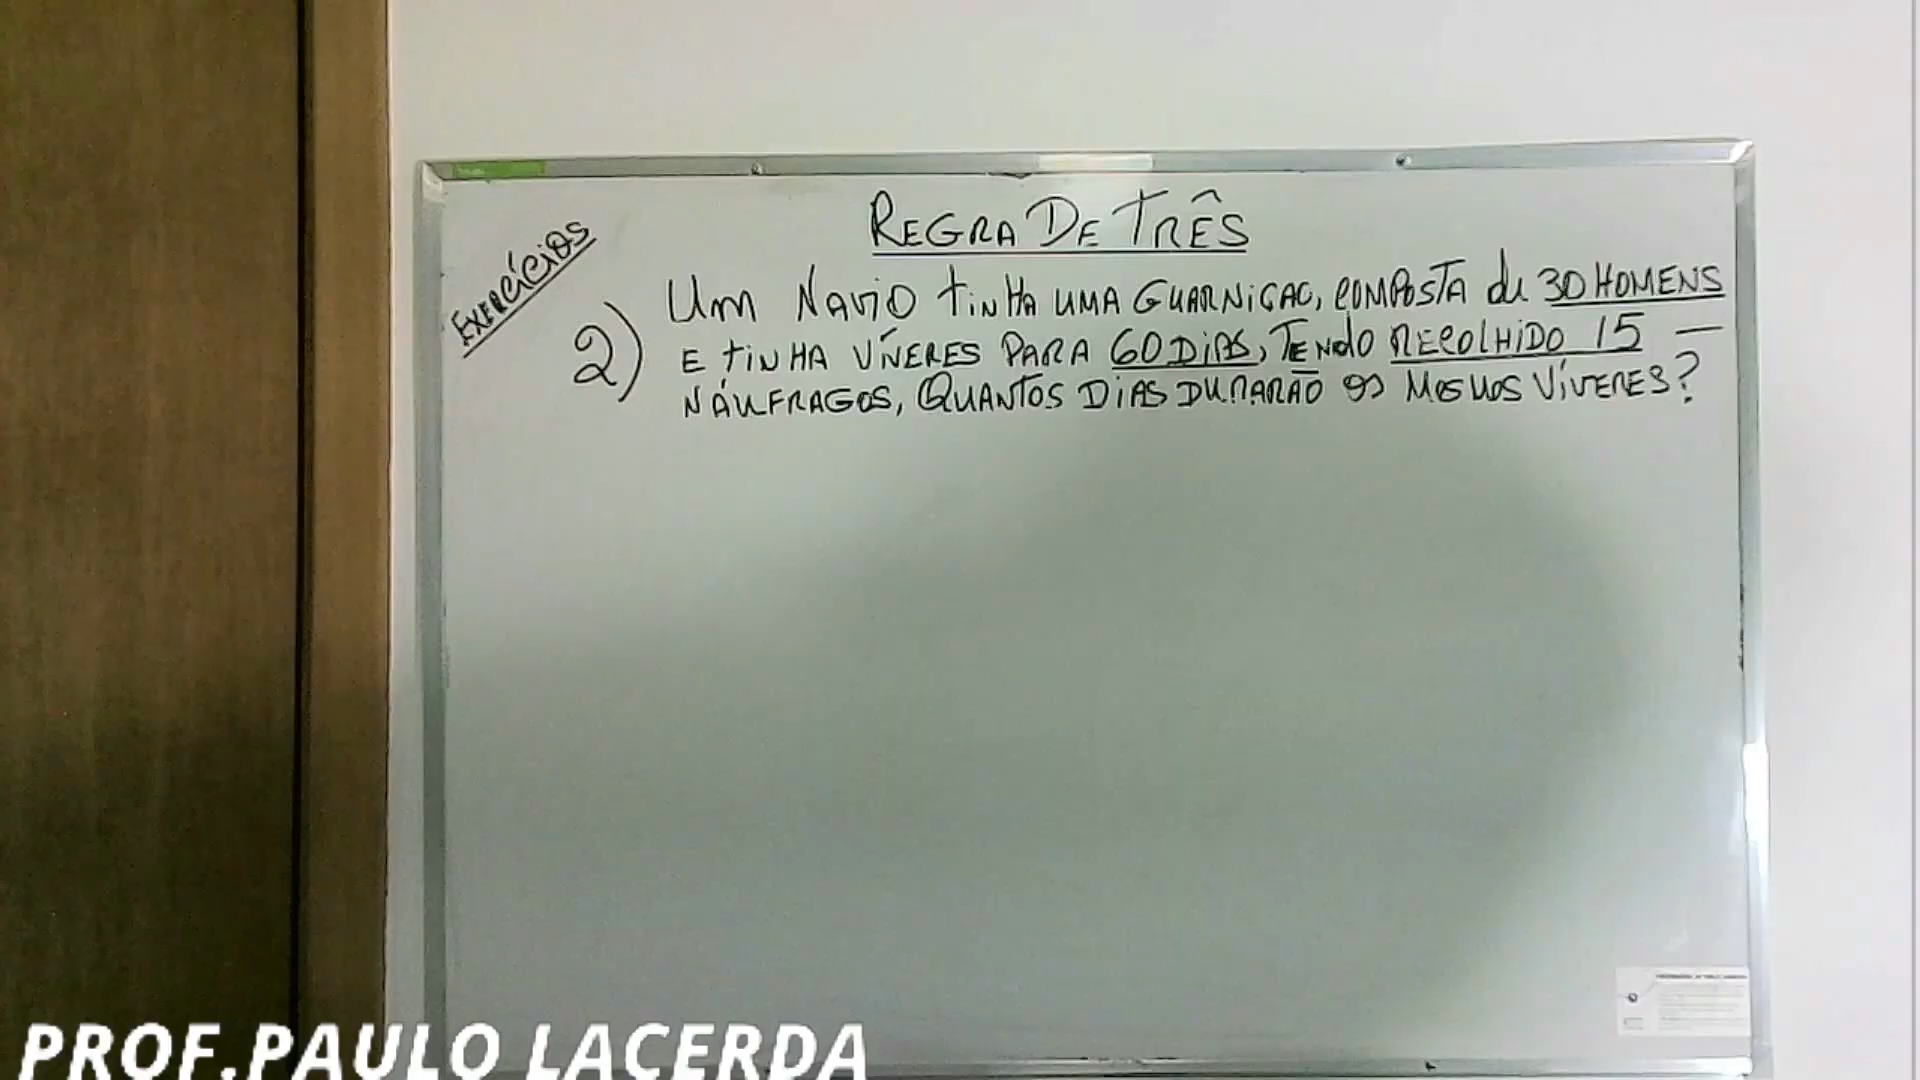 REGRA DE TRÊS
EXERCÍCIOS
2) UM NAVIO TINHA UMA GUARNIÇAO, COMPOSTA de 30 HOMENS
E TINHA VÍVERES PARA 60 DIAS, TENDO RECOLHIDO 15 —
NÁUFRAGOS, QUANTOS DIAS DURARÃO OS MESMOS VÍVERES?
PROF.PAULO LACERDA